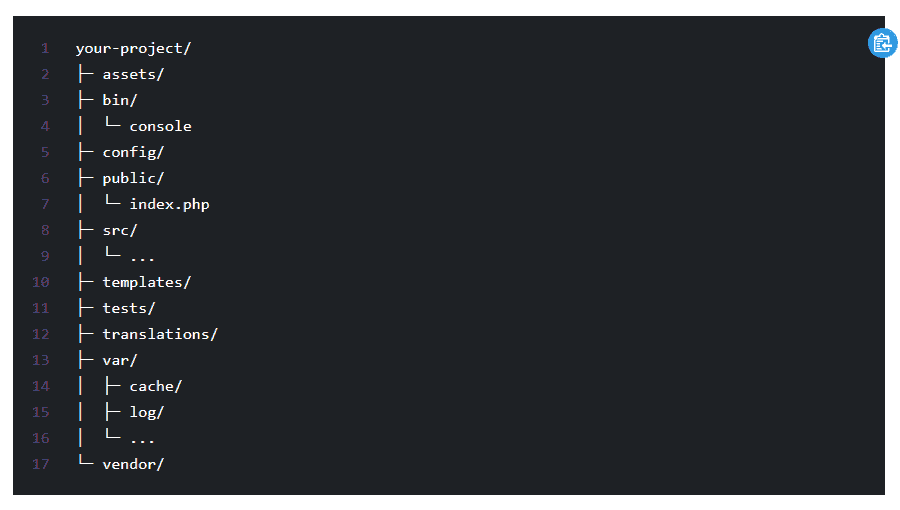 1 your-project/
2 ├─ assets/
3 ├─ bin/
4 │  └─ console
5 ├─ config/
6 ├─ public/
7 │  └─ index.php
8 ├─ src/
9 │  └─ ...
10 ├─ templates/
11 ├─ tests/
12 ├─ translations/
13 ├─ var/
14 │  ├─ cache/
15 │  ├─ log/
16 │  └─ ...
17 └─ vendor/